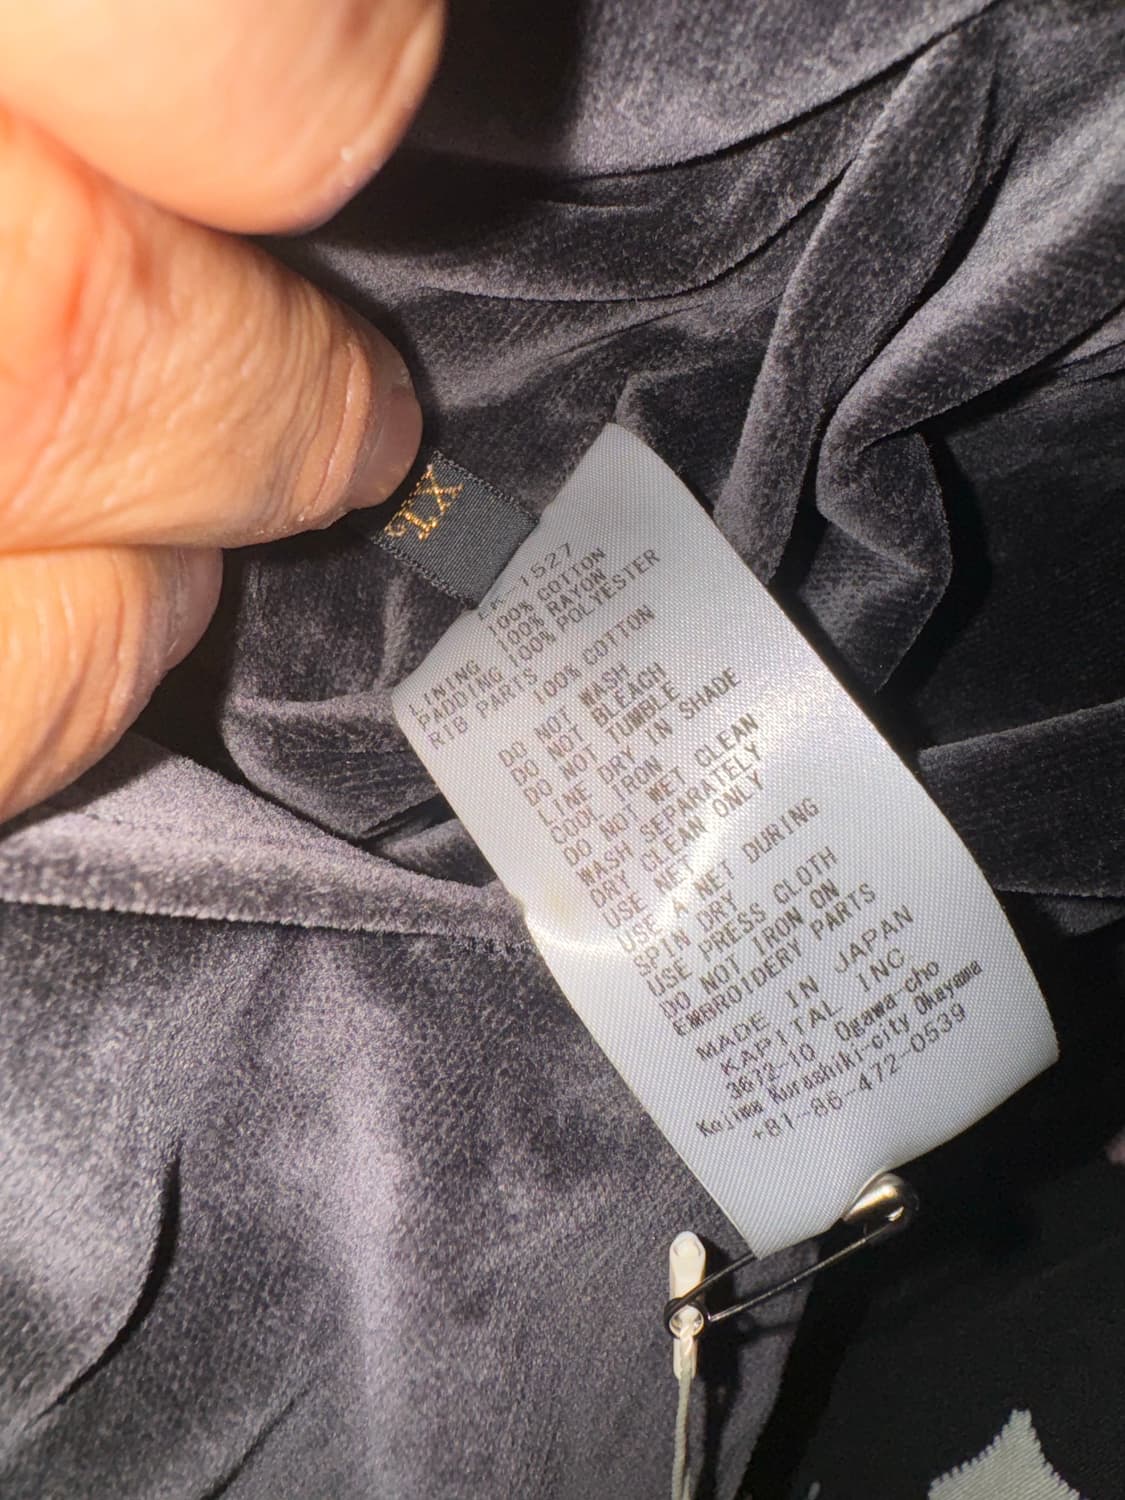 XL
EK-1527
100% COTTON
LINING 100% RAYON
PADDING 100% POLYESTER
RIB PARTS 100% COTTON
DO NOT WASH
DO NOT BLEACH
DO NOT TUMBLE
LINE DRY IN SHADE
COOL IRON
DO NOT WET CLEAN
WASH SEPARATELY
DRY CLEAN ONLY
USE NET
USE A NET DURING
SPIN DRY
USE PRESS CLOTH
DO NOT IRON ON
EMBROIDERY PARTS
MADE IN JAPAN
KAPITAL INC.
3672-10 Ogawa-cho
Kojima Kurashiki-city Okayama
+81-86-472-0539